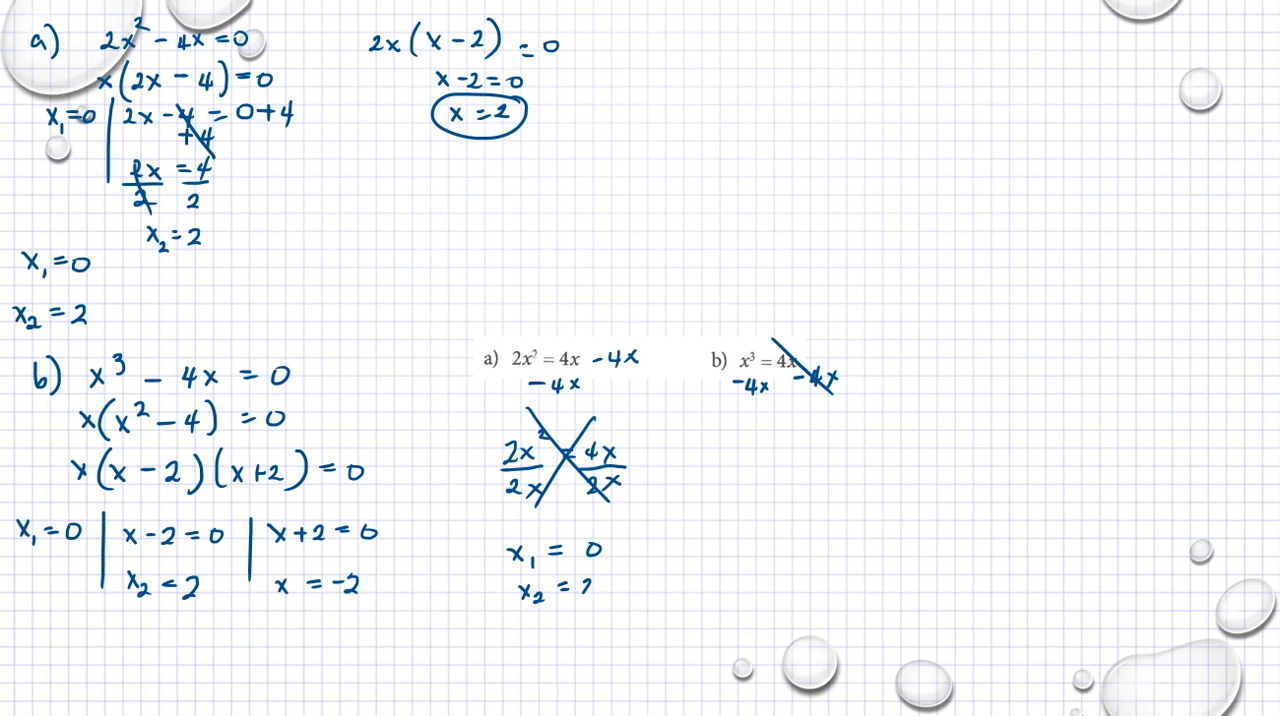 a) 2x² - 4x = 0
x(2x - 4) = 0
x₁ = 0 | 2x - 4 = 0 + 4
+ 4
2x = 4
2 2
x₂ = 2
x₁ = 0
x₂ = 2
2x(x - 2) = 0
x - 2 = 0
x = 2
b) x³ - 4x = 0
x(x² - 4) = 0
x(x - 2)(x + 2) = 0
x₁ = 0 | x - 2 = 0 | x + 2 = 0
x₂ = 2 x = -2
a) 2x² = 4x - 4x
- 4x
b) x³ = 4x
-4x - 4x
2x² = 4x
2x 2x
x₁ = 0
x₂ = 2